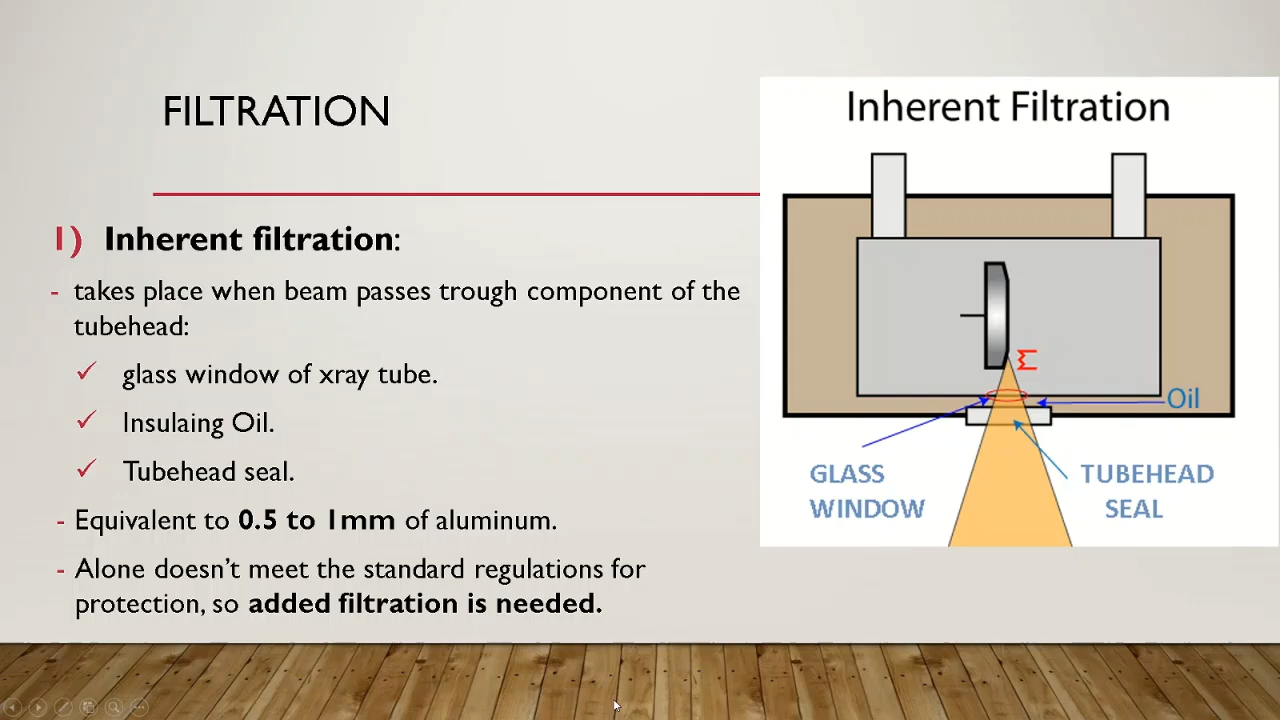 FILTRATION
1) Inherent filtration:
- takes place when beam passes trough component of the
tubehead:
✓ glass window of xray tube.
✓ Insulaing Oil.
✓ Tubehead seal.
- Equivalent to 0.5 to 1mm of aluminum.
- Alone doesn't meet the standard regulations for
protection, so added filtration is needed.
Inherent Filtration
Oil
GLASS
WINDOW
TUBEHEAD
SEAL